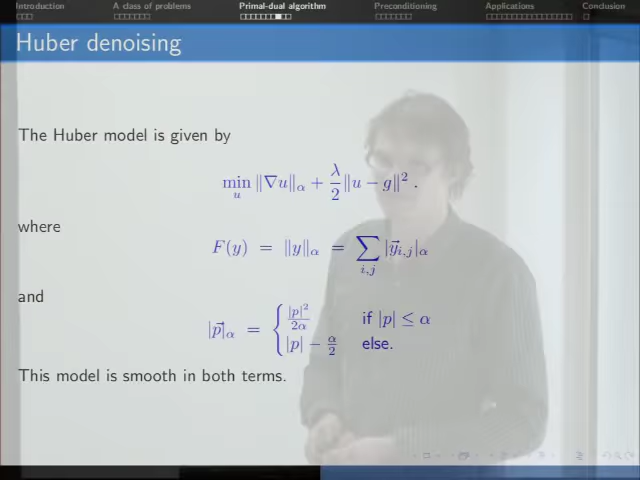 Introduction A class of problems Primal-dual algorithm Preconditioning Applications Conclusion
Huber denoising
The Huber model is given by
min_u ‖∇u‖_α + λ/2 ‖u − g‖² .
where
F(y) = ‖y‖_α = ∑_{i,j} |y⃗_{i,j}|_α
and
|p⃗|_α = { |p|²/2α if |p| ≤ α
|p| − α/2 else.
This model is smooth in both terms.